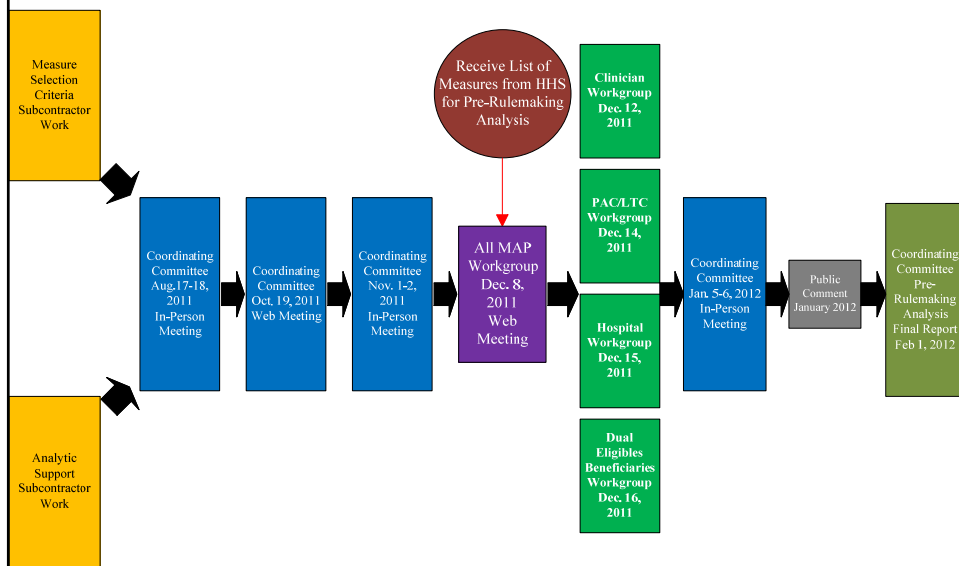 Measure
Selection
Criteria
Subcontractor
Work
Analytic
Support
Subcontractor
Work
Coordinating
Committee
Aug.17-18,
2011
In-Person
Meeting
Coordinating
Committee
Oct, 19, 2011
Web Meeting
Coordinating
Committee
Nov. 1-2,
2011
In-Person
Meeting
Receive List of
Measures from HHS
for Pre-Rulemaking
Analysis
All MAP
Workgroup
Dec. 8,
2011
Web
Meeting
Clinician
Workgroup
Dec. 12,
2011
PAC/LTC
Workgroup
Dec. 14,
2011
Hospital
Workgroup
Dec. 15,
2011
Dual
Eligibles
Beneficiaries
Workgroup
Dec. 16,
2011
Coordinating
Committee
Jan. 5-6, 2012
In-Person
Meeting
Public
Comment
January 2012
Coordinating
Committee
Pre-
Rulemaking
Analysis
Final Report
Feb 1, 2012